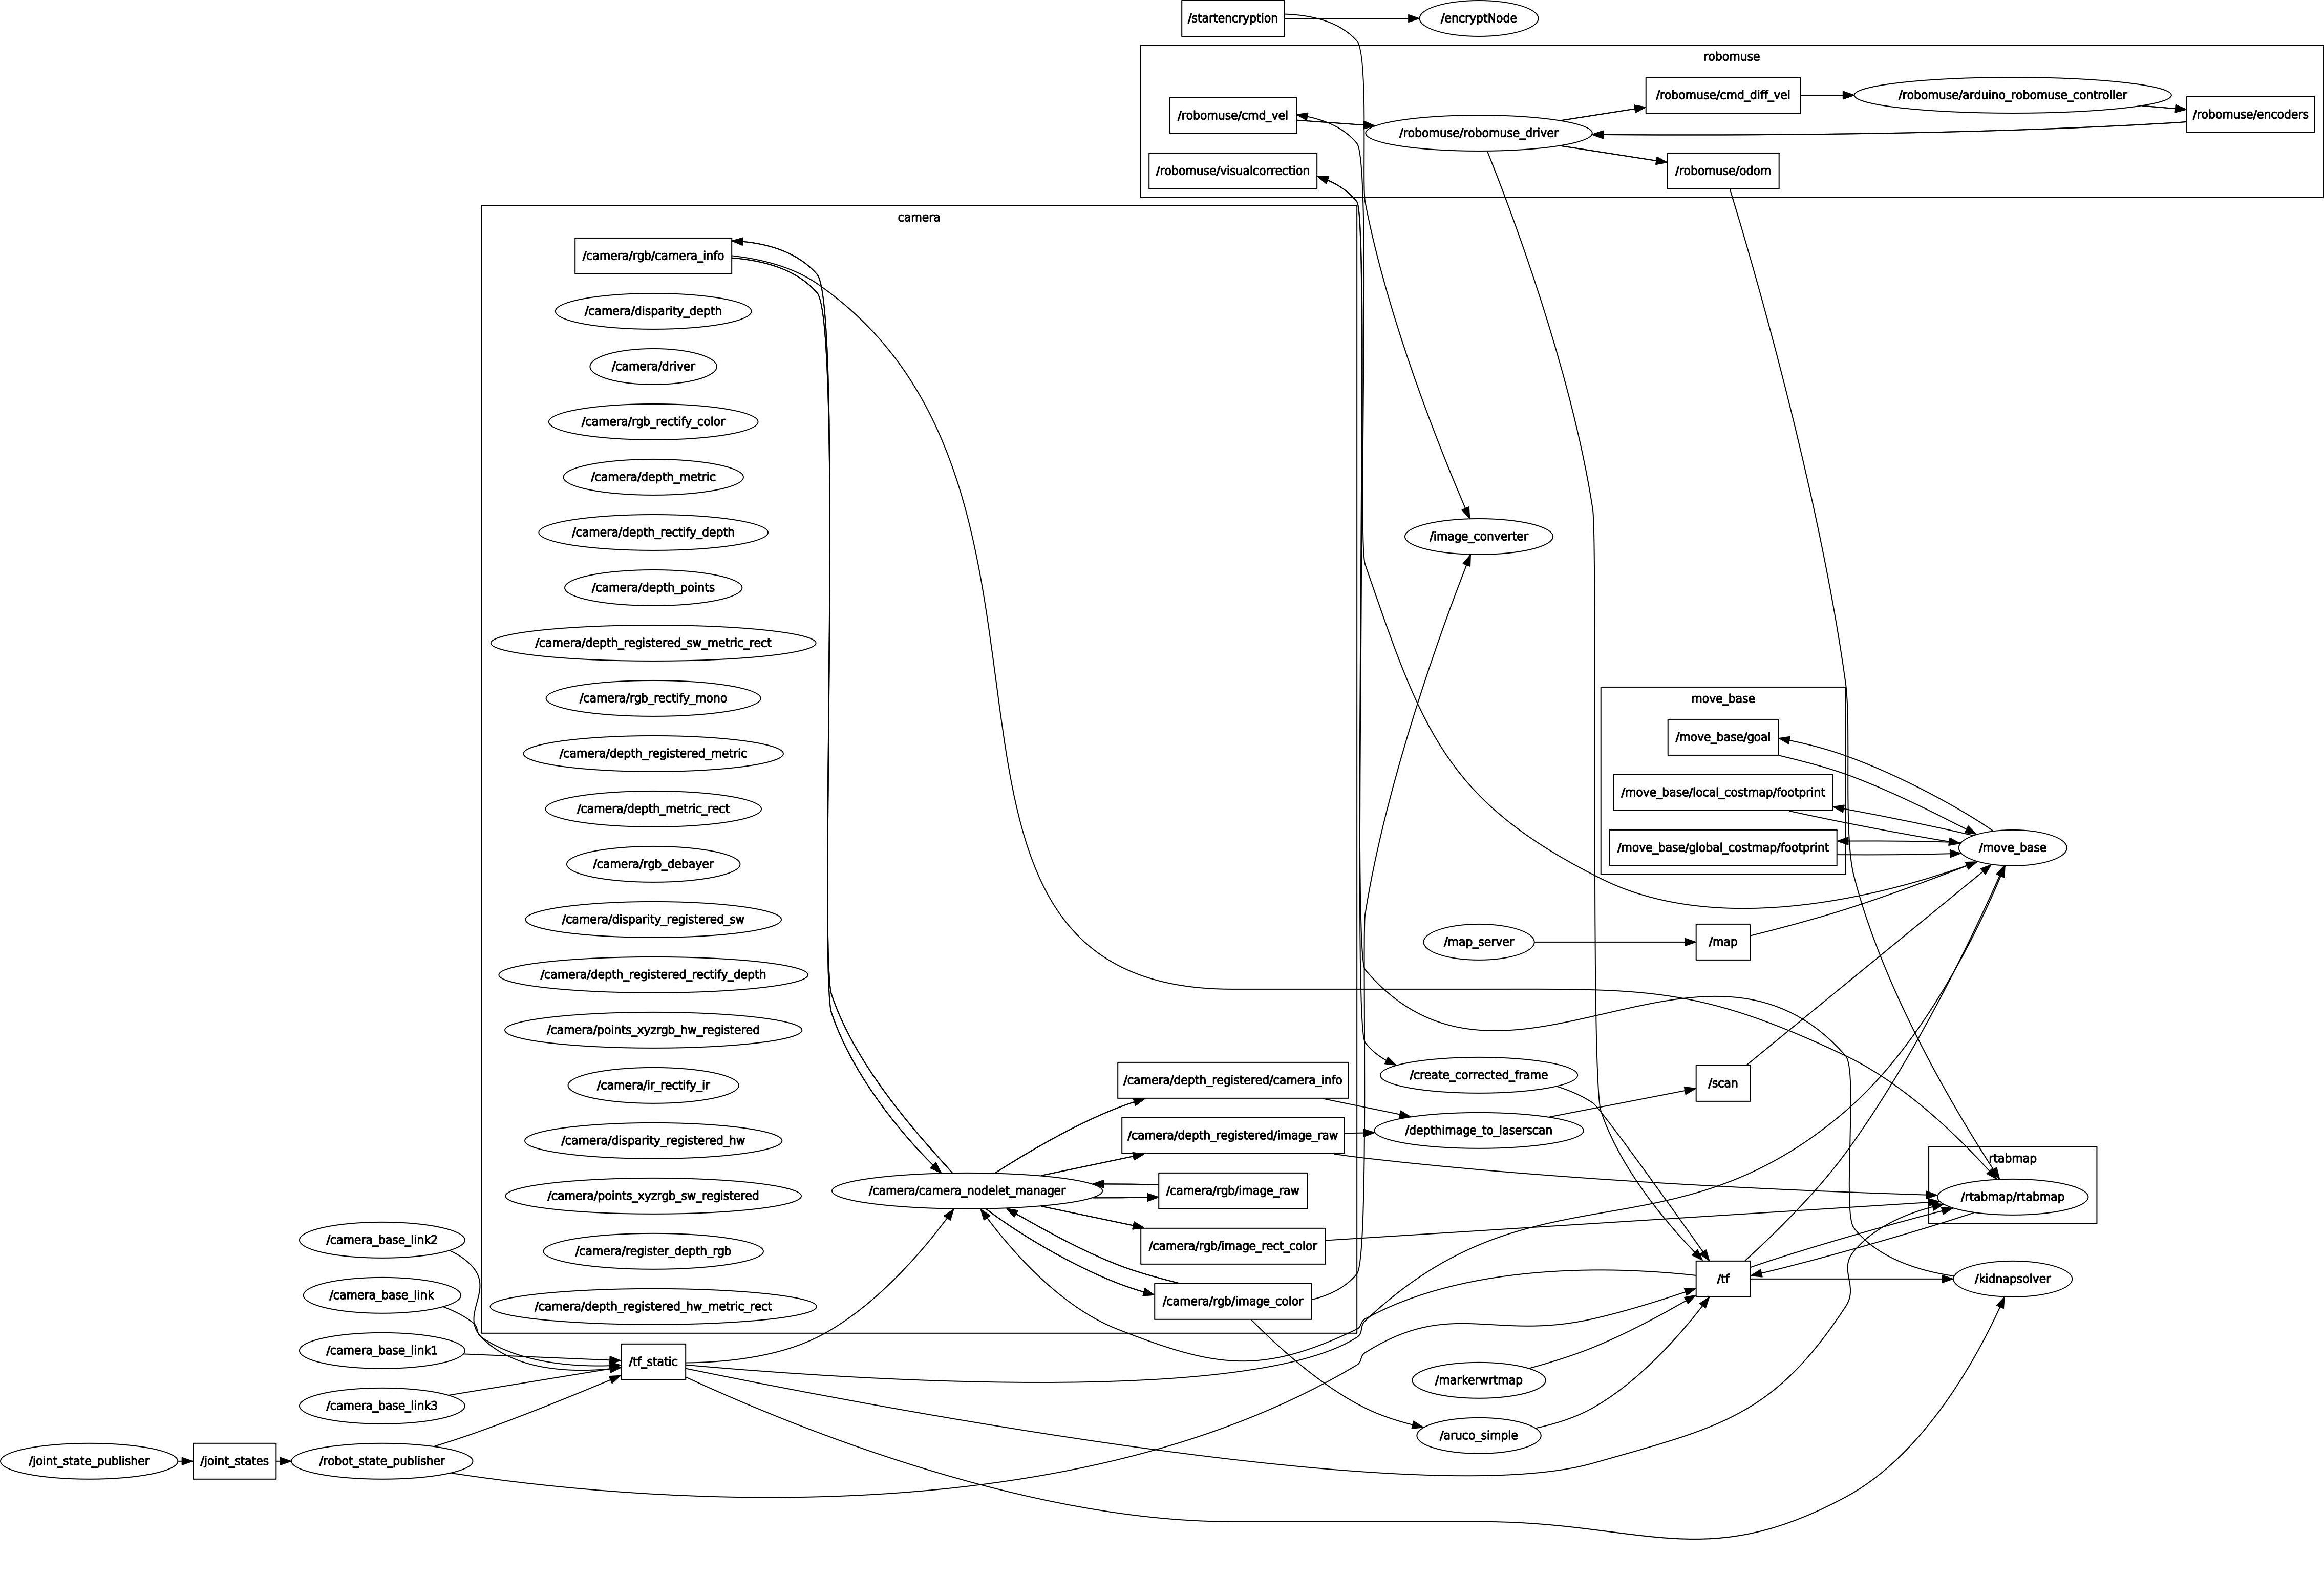 /startencryption
/encryptNode
robomuse
/robomuse/cmd_vel
/robomuse/robomuse_driver
/robomuse/cmd_diff_vel
/robomuse/arduino_robomuse_controller
/robomuse/encoders
/robomuse/visualcorrection
/robomuse/odom
camera
/camera/rgb/camera_info
/camera/disparity_depth
/camera/driver
/camera/rgb_rectify_color
/camera/depth_metric
/camera/depth_rectify_depth
/camera/depth_points
/camera/depth_registered_sw_metric_rect
/camera/rgb_rectify_mono
/camera/depth_registered_metric
/camera/depth_metric_rect
/camera/rgb_debayer
/camera/disparity_registered_sw
/camera/depth_registered_rectify_depth
/camera/points_xyzrgb_hw_registered
/camera/ir_rectify_ir
/camera/disparity_registered_hw
/camera/points_xyzrgb_sw_registered
/camera/register_depth_rgb
/camera/depth_registered_hw_metric_rect
/camera/camera_nodelet_manager
/camera/depth_registered/camera_info
/camera/depth_registered/image_raw
/camera/rgb/image_raw
/camera/rgb/image_rect_color
/camera/rgb/image_color
/image_converter
move_base
/move_base/goal
/move_base/local_costmap/footprint
/move_base/global_costmap/footprint
/move_base
/map_server
/map
/create_corrected_frame
/scan
/depthimage_to_laserscan
rtabmap
/rtabmap/rtabmap
/tf
/kidnapsolver
/markerwrtmap
/aruco_simple
/camera_base_link2
/camera_base_link
/camera_base_link1
/camera_base_link3
/tf_static
/joint_state_publisher
/joint_states
/robot_state_publisher